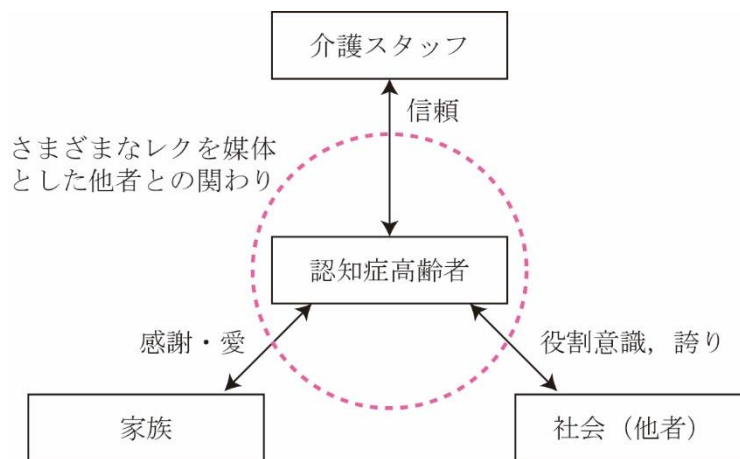 介護スタッフ
信頼
さまざまなレクを媒体
とした他者との関わり
認知症高齢者
感謝・愛
役割意識，誇り
家族
社会（他者）